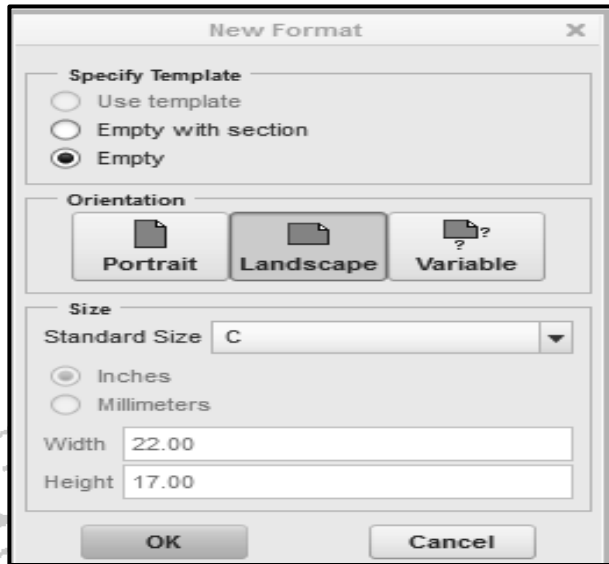 New Format
Specify Template
Use template
Empty with section
Empty
Orientation
Portrait Landscape ? ? Variable
Size
Standard Size C
Inches
Millimeters
Width 22.00
Height 17.00
OK Cancel